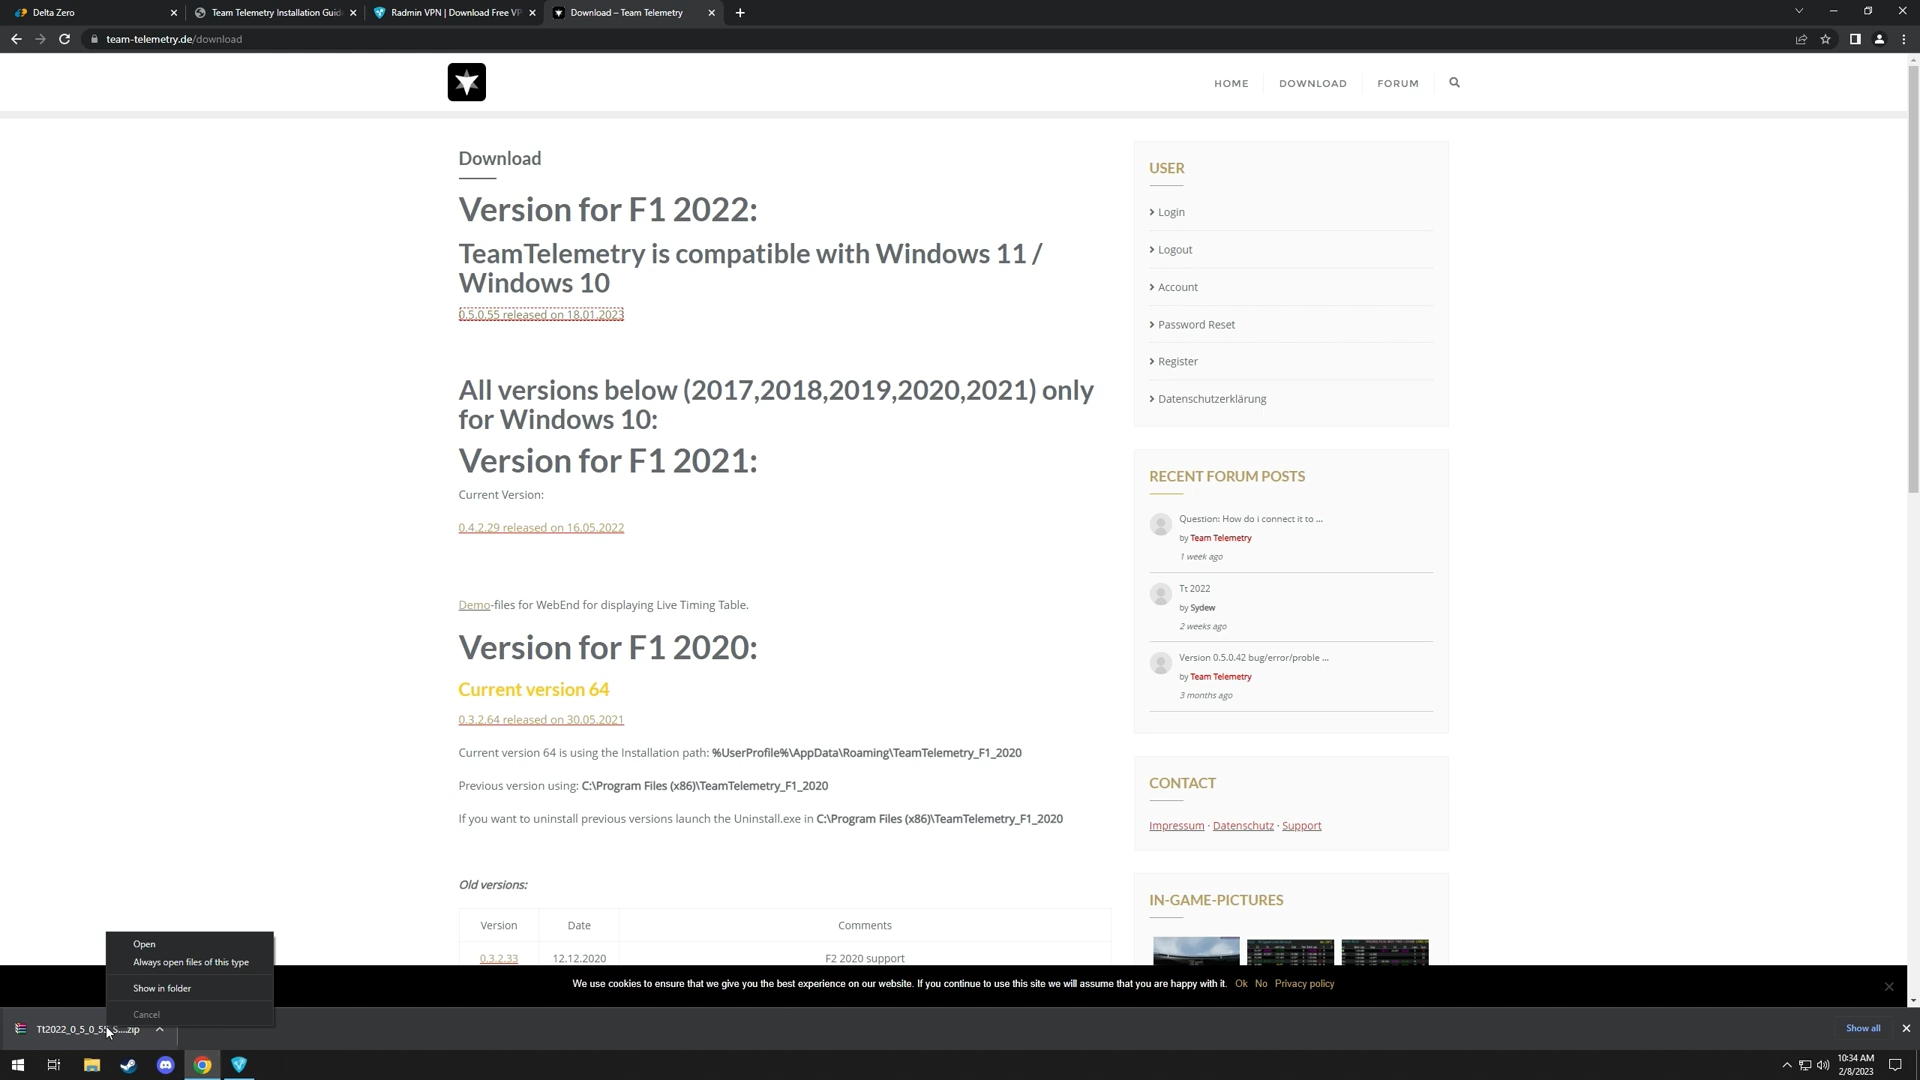 Delta Zero
Team Telemetry Installation Guid
Radmin VPN | Download Free VP
Download – Team Telemetry
team-telemetry.de/download
HOME
DOWNLOAD
FORUM
Download
Version for F1 2022:
TeamTelemetry is compatible with Windows 11 /
Windows 10
0.5.0.55 released on 18.01.2023
All versions below (2017,2018,2019,2020,2021) only
for Windows 10:
Version for F1 2021:
Current Version:
0.4.2.29 released on 16.05.2022
Demo-files for WebEnd for displaying Live Timing Table.
Version for F1 2020:
Current version 64
0.3.2.64 released on 30.05.2021
Current version 64 is using the Installation path: %UserProfile%\AppData\Roaming\TeamTelemetry_F1_2020
Previous version using: C:\Program Files (x86)\TeamTelemetry_F1_2020
If you want to uninstall previous versions launch the Uninstall.exe in C:\Program Files (x86)\TeamTelemetry_F1_2020
Old versions:
Version Date Comments
0.3.2.33 12.12.2020 F2 2020 support
USER
Login
Logout
Account
Password Reset
Register
Datenschutzerklärung
RECENT FORUM POSTS
Question: How do i connect it to ...
by Team Telemetry
1 week ago
Tt 2022
by Sydew
2 weeks ago
Version 0.5.0.42 bug/error/proble ...
by Team Telemetry
3 months ago
CONTACT
Impressum · Datenschutz · Support
IN-GAME-PICTURES
We use cookies to ensure that we give you the best experience on our website. If you continue to use this site we will assume that you are happy with it. Ok No Privacy policy
Open
Always open files of this type
Show in folder
Cancel
Tt2022_0_5_0_55_S....zip
Show all
10:34 AM
2/8/2023